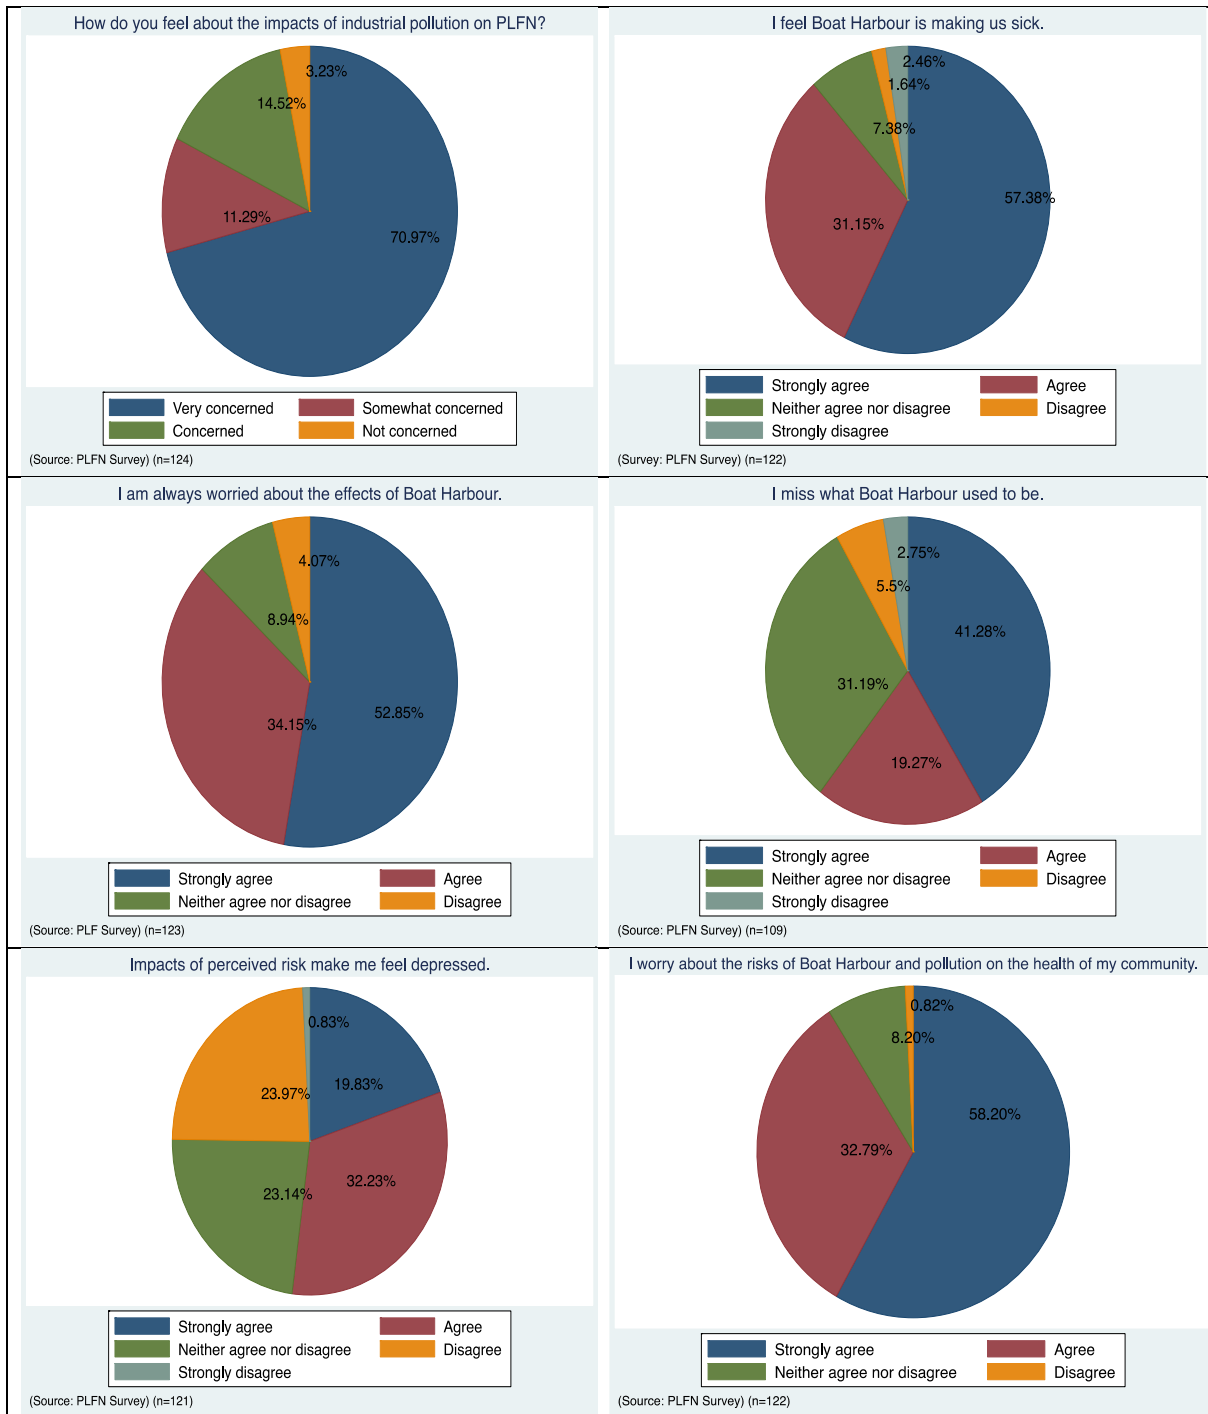 How do you feel about the impacts of industrial pollution on PLFN?
3.23%
14.52%
11.29%
70.97%
Very concerned
Somewhat concerned
Concerned
Not concerned
(Source: PLFN Survey) (n=124)
I feel Boat Harbour is making us sick.
2.46%
1.64%
7.38%
57.38%
31.15%
Strongly agree
Agree
Neither agree nor disagree
Disagree
Strongly disagree
(Survey: PLFN Survey) (n=122)
I am always worried about the effects of Boat Harbour.
4.07%
8.94%
52.85%
34.15%
Strongly agree
Agree
Neither agree nor disagree
Disagree
(Source: PLF Survey) (n=123)
I miss what Boat Harbour used to be.
2.75%
5.5%
41.28%
31.19%
19.27%
Strongly agree
Agree
Neither agree nor disagree
Disagree
Strongly disagree
(Source: PLFN Survey) (n=109)
Impacts of perceived risk make me feel depressed.
0.83%
19.83%
23.97%
32.23%
23.14%
Strongly agree
Agree
Neither agree nor disagree
Disagree
Strongly disagree
(Source: PLFN Survey) (n=121)
I worry about the risks of Boat Harbour and pollution on the health of my community.
0.82%
8.20%
58.20%
32.79%
Strongly agree
Agree
Neither agree nor disagree
Disagree
(Source: PLFN Survey) (n=122)